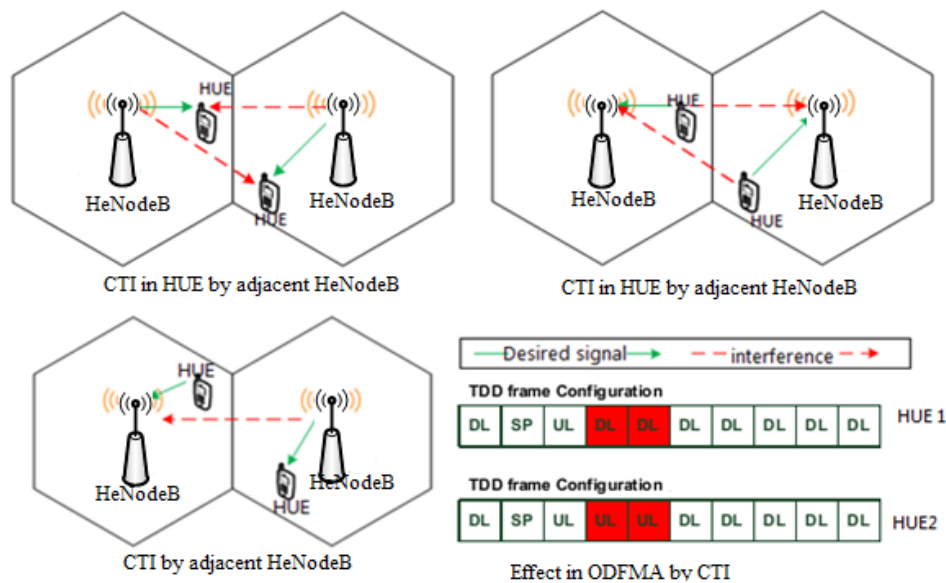 HUE
HeNodeB
HeNodeB
HUE
CTI in HUE by adjacent HeNodeB
HUE
HeNodeB
HeNodeB
HUE
CTI in HUE by adjacent HeNodeB
HUE
HeNodeB
HeNodeB
HUE
CTI by adjacent HeNodeB
Desired signal
interference
TDD frame Configuration
DL SP UL DL DL DL DL DL DL DL
HUE 1
TDD frame Configuration
DL SP UL UL UL DL DL DL DL DL
HUE2
Effect in ODFMA by CTI